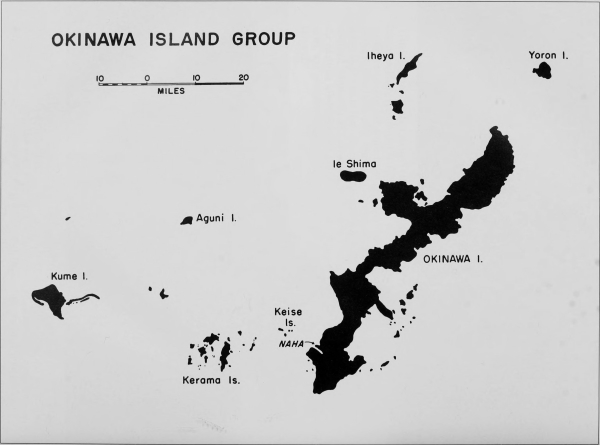 OKINAWA ISLAND GROUP
10 0 10 20
MILES
Iheya I.
Yoron I.
Ie Shima
Aguni I.
OKINAWA I.
Kume I.
Keise
Is.
NAHA
Kerama Is.